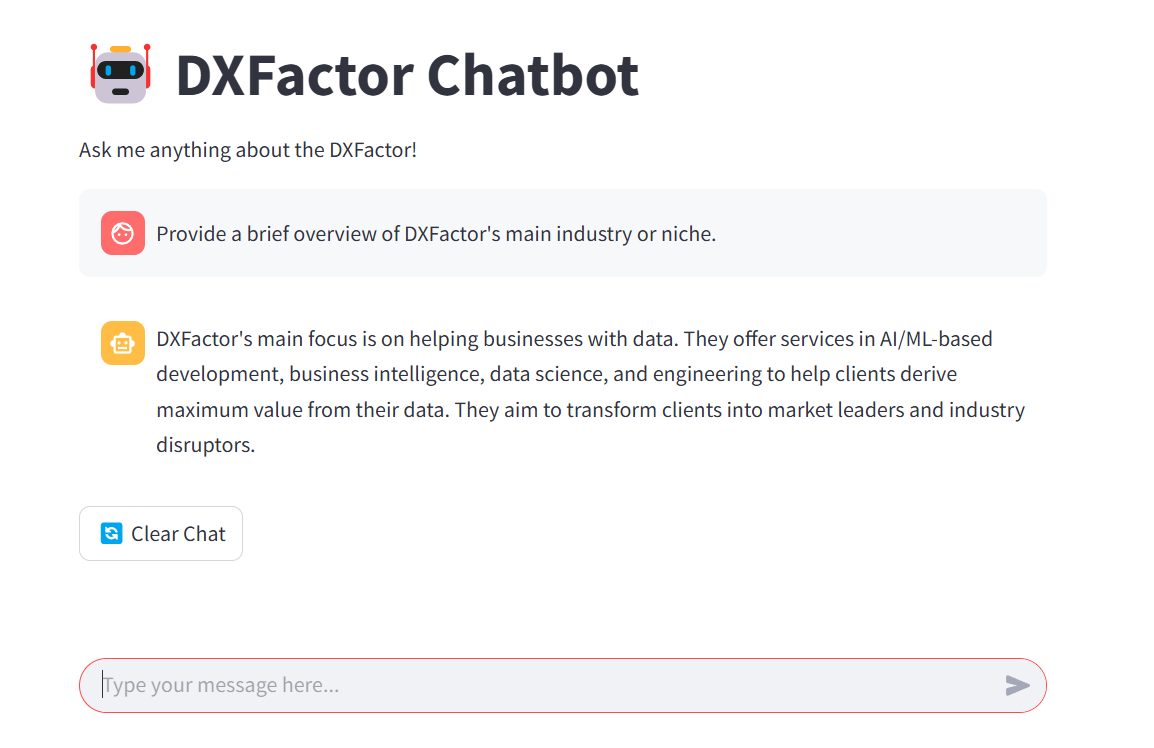 DXFactor Chatbot
Ask me anything about the DXFactor!
Provide a brief overview of DXFactor's main industry or niche.
DXFactor's main focus is on helping businesses with data. They offer services in AI/ML-based
development, business intelligence, data science, and engineering to help clients derive
maximum value from their data. They aim to transform clients into market leaders and industry
disruptors.
Clear Chat
Type your message here...